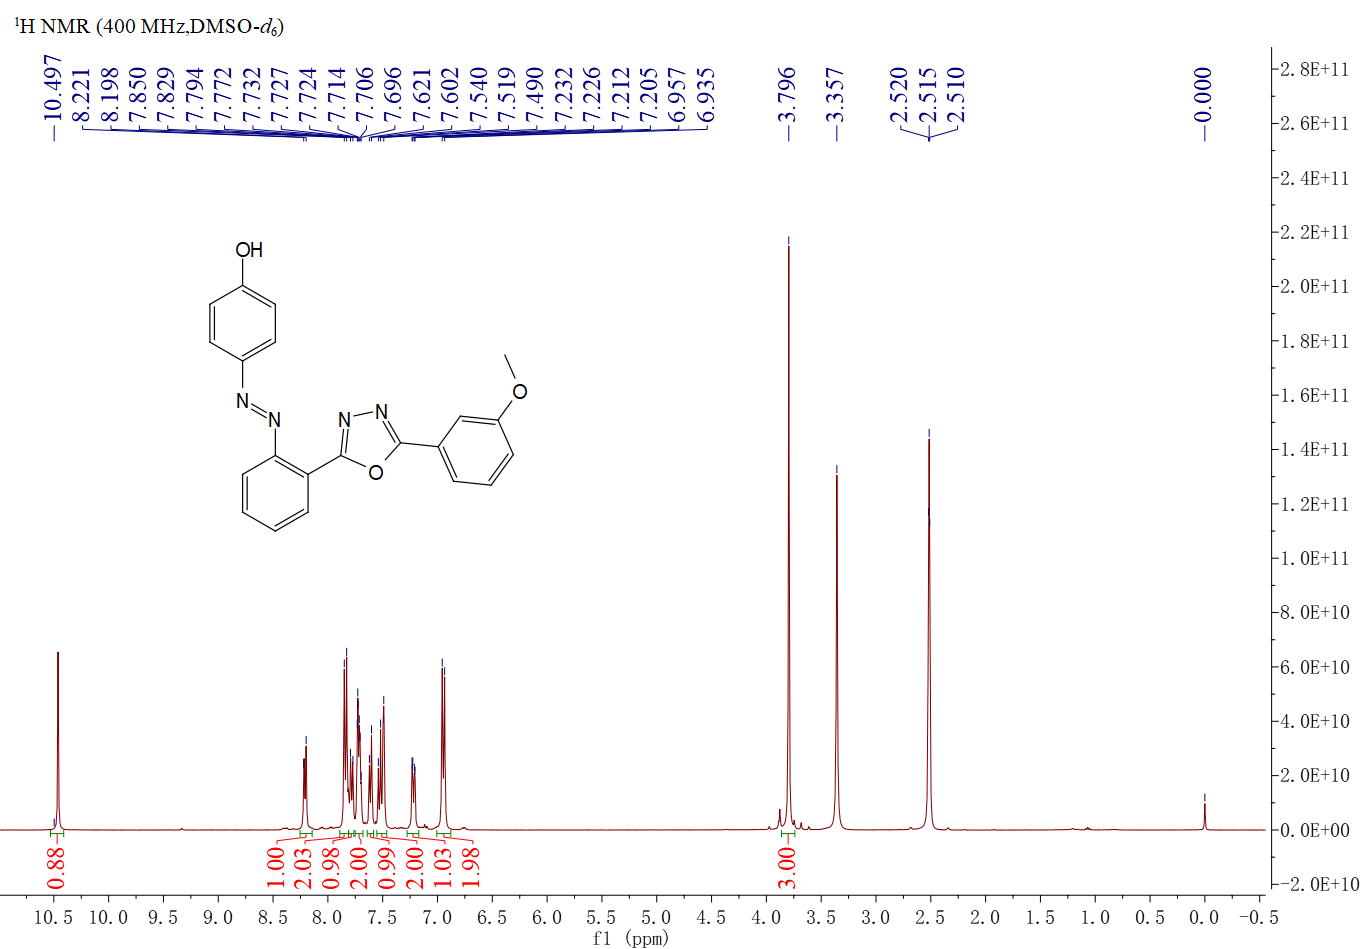 ¹H NMR (400 MHz,DMSO-d₆)
10.497
8.221
8.198
7.850
7.829
7.794
7.772
7.732
7.727
7.724
7.714
7.706
7.696
7.621
7.602
7.540
7.519
7.490
7.232
7.226
7.212
7.205
6.957
6.935
3.796
3.357
2.520
2.515
2.510
0.000
2.8E+11
2.6E+11
2.4E+11
2.2E+11
2.0E+11
1.8E+11
1.6E+11
1.4E+11
1.2E+11
1.0E+11
8.0E+10
6.0E+10
4.0E+10
2.0E+10
0.0E+00
-2.0E+10
OH
N
N
N
N
O
O
0.88
1.00
2.03
0.98
2.00
0.99
2.00
1.03
1.98
3.00
10.5 10.0 9.5 9.0 8.5 8.0 7.5 7.0 6.5 6.0 5.5 5.0 4.5 4.0 3.5 3.0 2.5 2.0 1.5 1.0 0.5 0.0 -0.5
f1 (ppm)